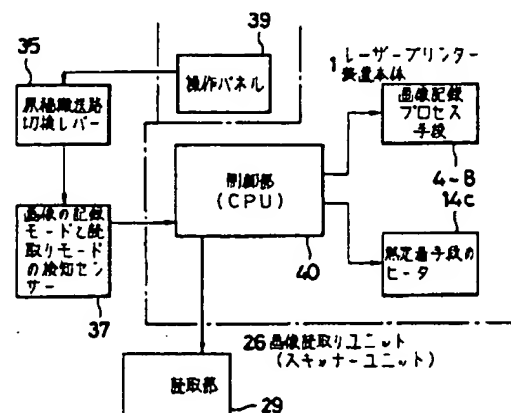 39
操作パネル
35
原稿搬送路
切換レバー
1 レーザープリンター
装置本体
画像記録
プロセス
手段
4~8
14c
制御部
(CPU)
40
画像の記録
モードと読
取りモード
の検知セン
サー
37
熱定着手段の
ヒータ
26 画像読取りユニット
(スキャナーユニット)
読取部
29